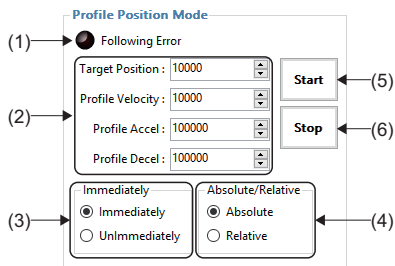 Profile Position Mode
(1) Following Error
Target Position : 10000
Profile Velocity : 10000
Profile Accel : 100000
Profile Decel : 100000
(2)
Start (5)
Stop (6)
Immediately
Immediately
UnImmediately
(3)
Absolute/Relative
Absolute
Relative
(4)